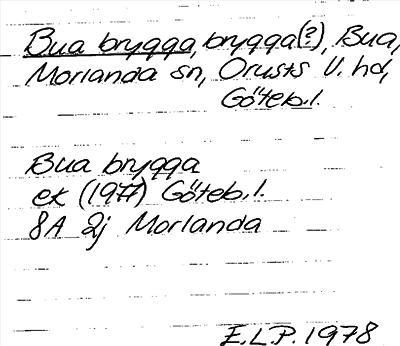 Bua brygga, brygga(?), Bua,
Morlanda sn, Orusts V. hd,
Göteb.l.
Bua brygga
ek (1977) Göteb.l.
8A 2j Morlanda
E.L.P. 1978